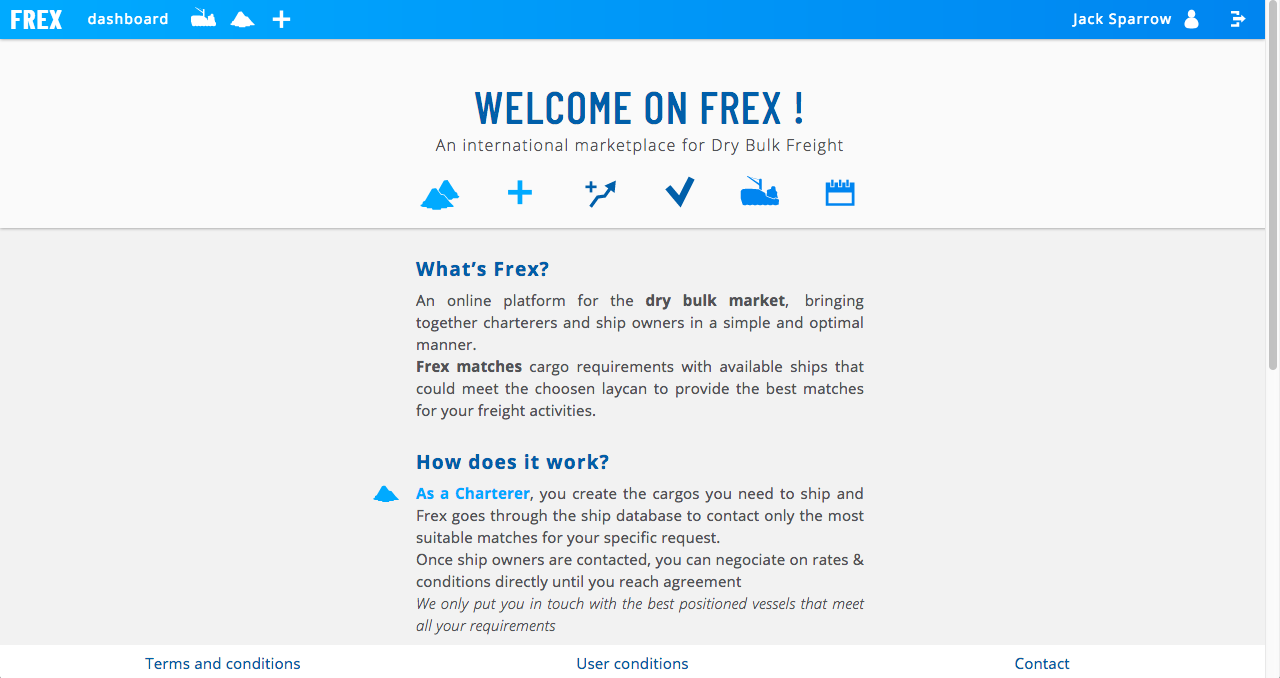 FREX dashboard Jack Sparrow
WELCOME ON FREX !
An international marketplace for Dry Bulk Freight
What’s Frex?
An online platform for the dry bulk market, bringing
together charterers and ship owners in a simple and optimal
manner.
Frex matches cargo requirements with available ships that
could meet the choosen laycan to provide the best matches
for your freight activities.
How does it work?
As a Charterer, you create the cargos you need to ship and
Frex goes through the ship database to contact only the most
suitable matches for your specific request.
Once ship owners are contacted, you can negociate on rates &
conditions directly until you reach agreement
We only put you in touch with the best positioned vessels that meet
all your requirements
Terms and conditions User conditions Contact